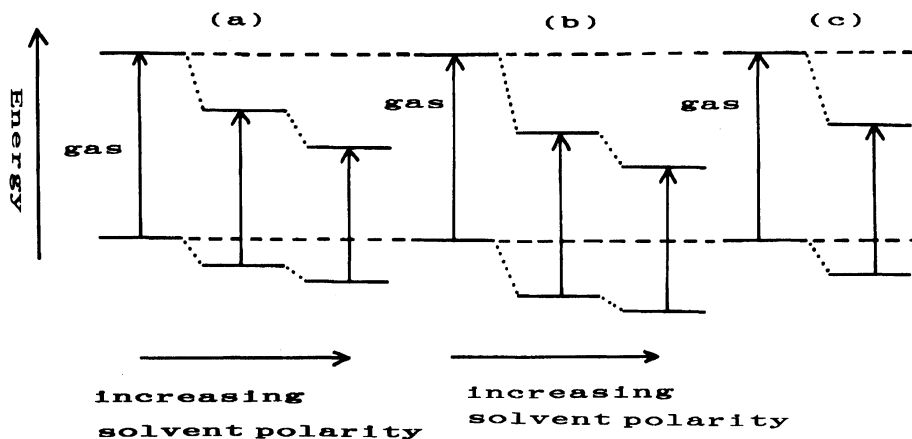 (a)
(b)
(c)
Energy
gas
gas
gas
increasing
solvent polarity
increasing
solvent polarity